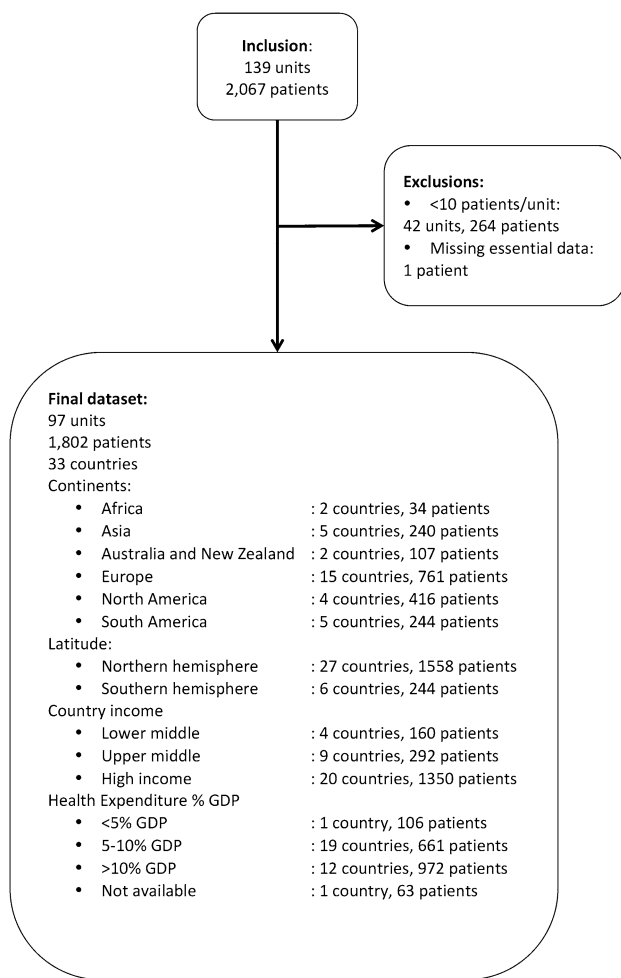 Inclusion:
139 units
2,067 patients
Exclusions:
• <10 patients/unit:
42 units, 264 patients
• Missing essential data:
1 patient
Final dataset:
97 units
1,802 patients
33 countries
Continents:
• Africa : 2 countries, 34 patients
• Asia : 5 countries, 240 patients
• Australia and New Zealand : 2 countries, 107 patients
• Europe : 15 countries, 761 patients
• North America : 4 countries, 416 patients
• South America : 5 countries, 244 patients
Latitude:
• Northern hemisphere : 27 countries, 1558 patients
• Southern hemisphere : 6 countries, 244 patients
Country income
• Lower middle : 4 countries, 160 patients
• Upper middle : 9 countries, 292 patients
• High income : 20 countries, 1350 patients
Health Expenditure % GDP
• <5% GDP : 1 country, 106 patients
• 5-10% GDP : 19 countries, 661 patients
• >10% GDP : 12 countries, 972 patients
• Not available : 1 country, 63 patients